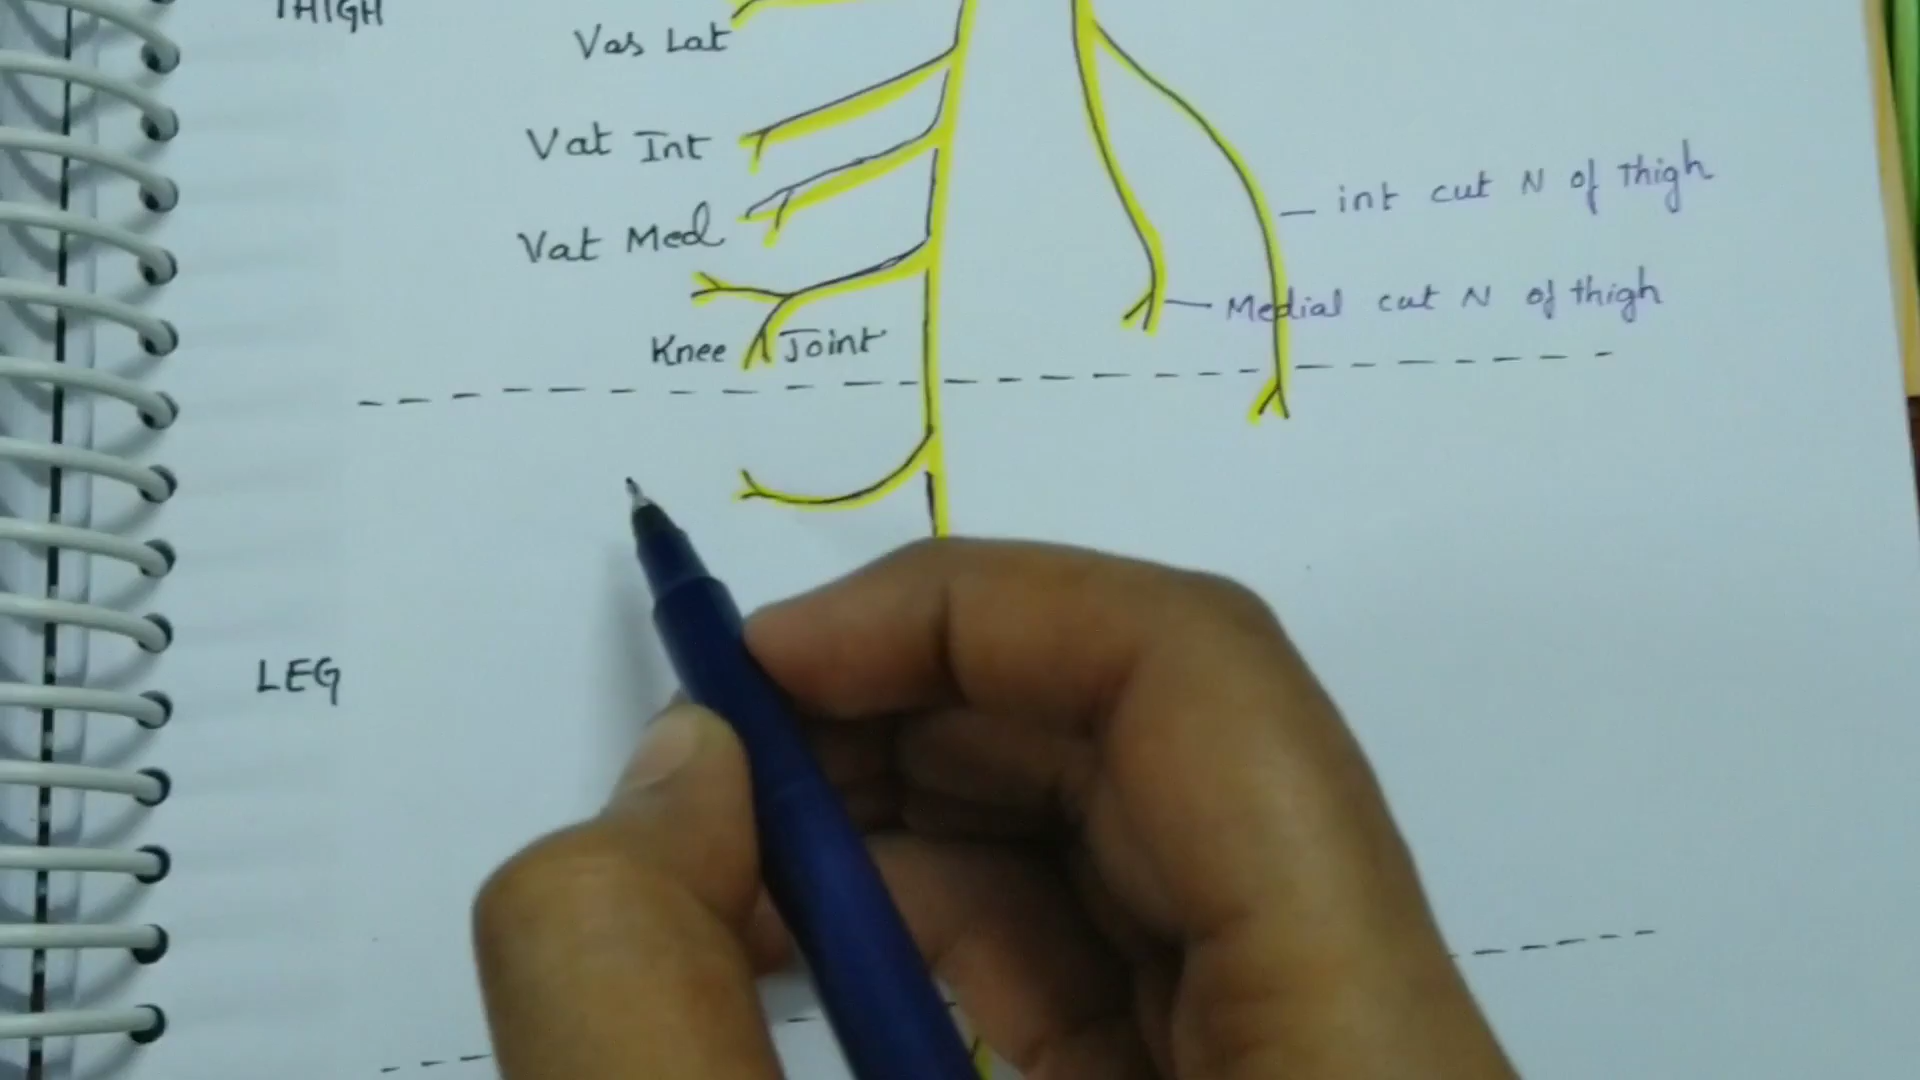 THIGH
Vas Lat
Vat Int
int cut N of thigh
Vat Med
Medial cut N of thigh
Knee Joint
LEG